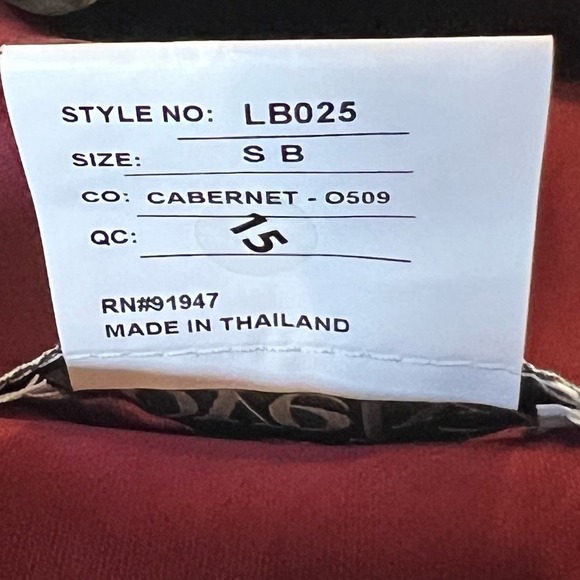 STYLE NO: LB025
SIZE: S B
CO: CABERNET - O509
QC: 15
RN#91947
MADE IN THAILAND